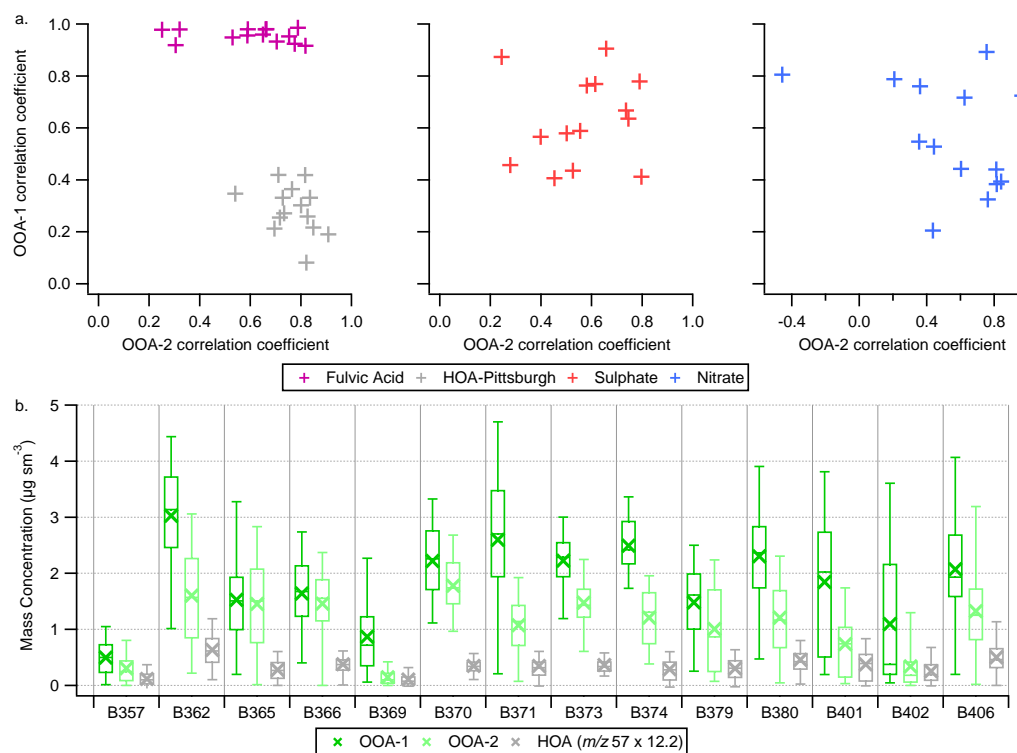 a.
1.0
0.8
0.6
0.4
0.2
0.0
OOA-1 correlation coefficient
0.0 0.2 0.4 0.6 0.8 1.0
0.0 0.2 0.4 0.6 0.8 1.0
-0.4 0.0 0.4 0.8
OOA-2 correlation coefficient
OOA-2 correlation coefficient
OOA-2 correlation coefficient
Fulvic Acid HOA-Pittsburgh Sulphate Nitrate
b.
5
4
3
2
1
0
Mass Concentration (µg sm-3)
B357 B362 B365 B366 B369 B370 B371 B373 B374 B379 B380 B401 B402 B406
OOA-1 OOA-2 HOA (m/z 57 x 12.2)